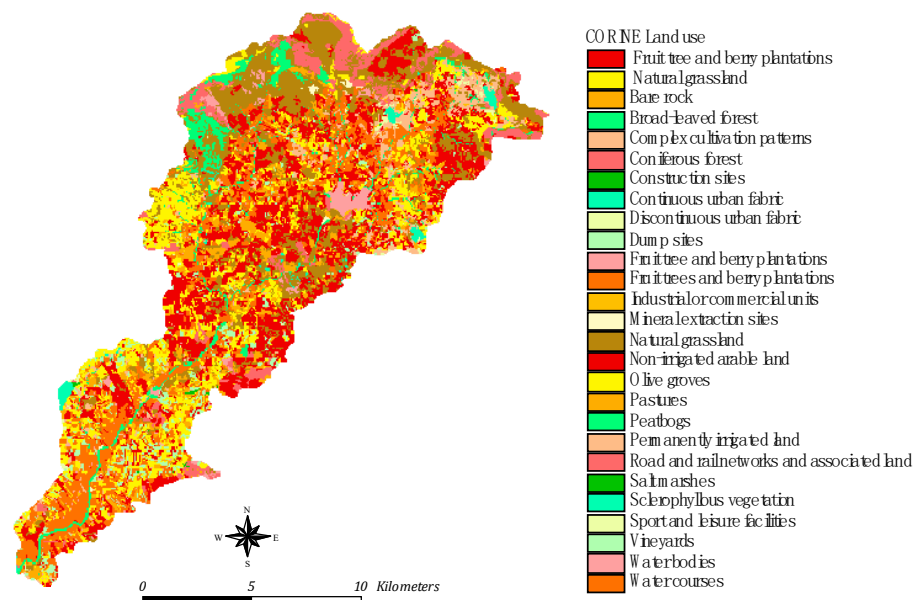 CORINE Land use
Fruit tree and berry plantations
Natural grassland
Bare rock
Broad-leaved forest
Complex cultivation patterns
Coniferous forest
Construction sites
Continuous urban fabric
Discontinuous urban fabric
Dump sites
Fruit tree and berry plantations
Fruit trees and berry plantations
Industrial or commercial units
Mineral extraction sites
Natural grassland
Non-irrigated arable land
Olive groves
Pastures
Peatbogs
Permanently irrigated land
Road and rail networks and associated land
Salt marshes
Sclerophyllous vegetation
Sport and leisure facilities
Vineyards
Water bodies
Water courses
N
W E
S
0 5 10 Kilometers